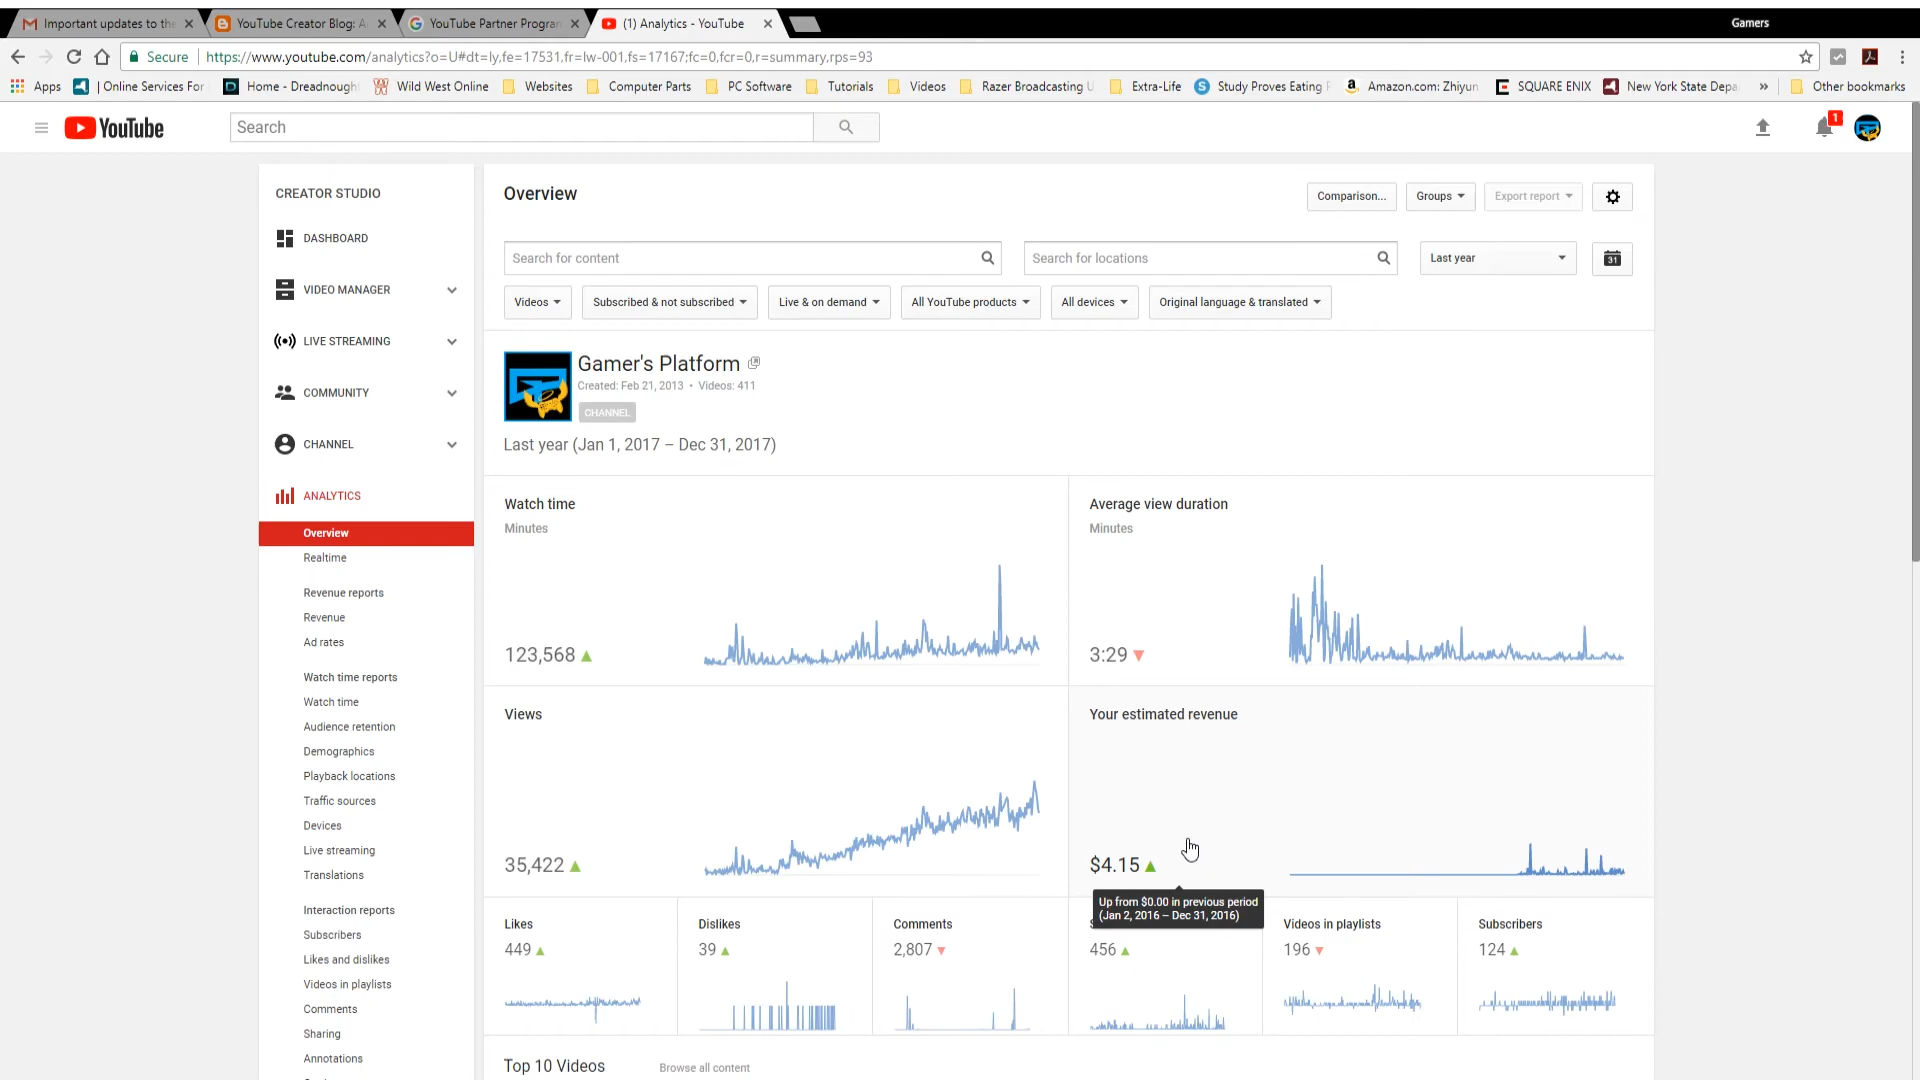 Important updates to the
YouTube Creator Blog: A
YouTube Partner Program
(1) Analytics - YouTube
Gamers
Secure
https://www.youtube.com/analytics?o=U#dt=ly,fe=17531,fr=lw-001,fs=17167;fc=0,fcr=0,r=summary,rps=93
Apps
| Online Services For
Home - Dreadnough
Wild West Online
Websites
Computer Parts
PC Software
Tutorials
Videos
Razer Broadcasting U
Extra-Life
Study Proves Eating
Amazon.com: Zhiyun
SQUARE ENIX
New York State Depa
»
Other bookmarks
YouTube
Search
1
CREATOR STUDIO
DASHBOARD
VIDEO MANAGER
LIVE STREAMING
COMMUNITY
CHANNEL
ANALYTICS
Overview
Realtime
Revenue reports
Revenue
Ad rates
Watch time reports
Watch time
Audience retention
Demographics
Playback locations
Traffic sources
Devices
Live streaming
Translations
Interaction reports
Subscribers
Likes and dislikes
Videos in playlists
Comments
Sharing
Annotations
Overview
Comparison...
Groups
Export report
Search for content
Search for locations
Last year
31
Videos
Subscribed & not subscribed
Live & on demand
All YouTube products
All devices
Original language & translated
Gamer's Platform
Created: Feb 21, 2013 • Videos: 411
CHANNEL
Last year (Jan 1, 2017 – Dec 31, 2017)
Watch time
Minutes
123,568
Average view duration
Minutes
3:29
Views
35,422
Your estimated revenue
$4.15
Up from $0.00 in previous period
(Jan 2, 2016 – Dec 31, 2016)
Likes
449
Dislikes
39
Comments
2,807
456
Videos in playlists
196
Subscribers
124
Top 10 Videos
Browse all content